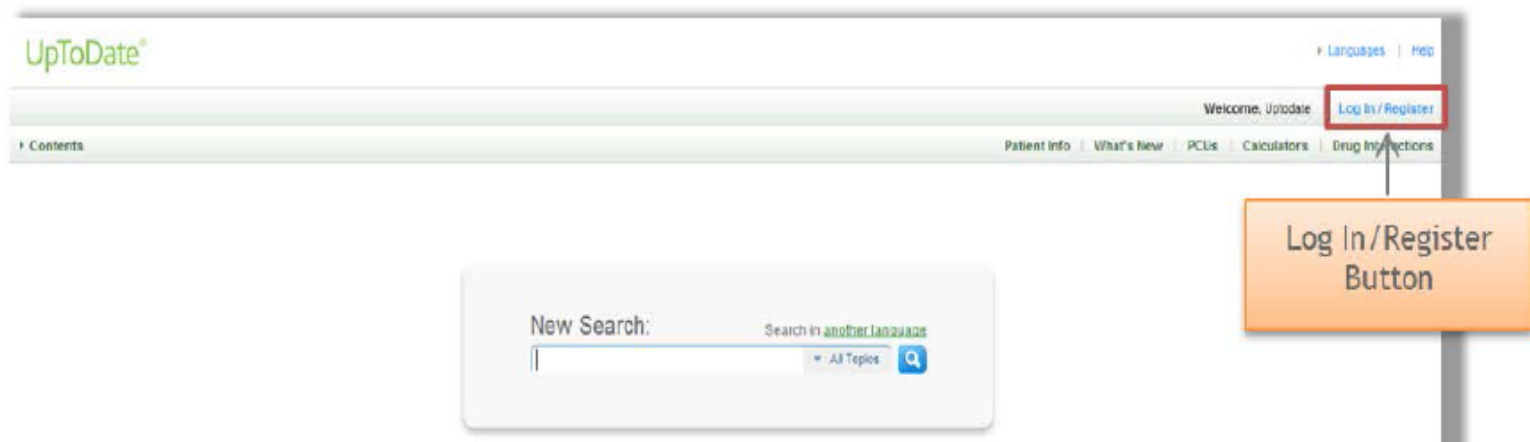 UpToDate®
Languages | Help
Welcome, Uptodate Log In / Register
Contents
Patient Info | What's New | PCUs | Calculators | Drug Interactions
Log In/Register
Button
New Search: Search in another language
All Topics